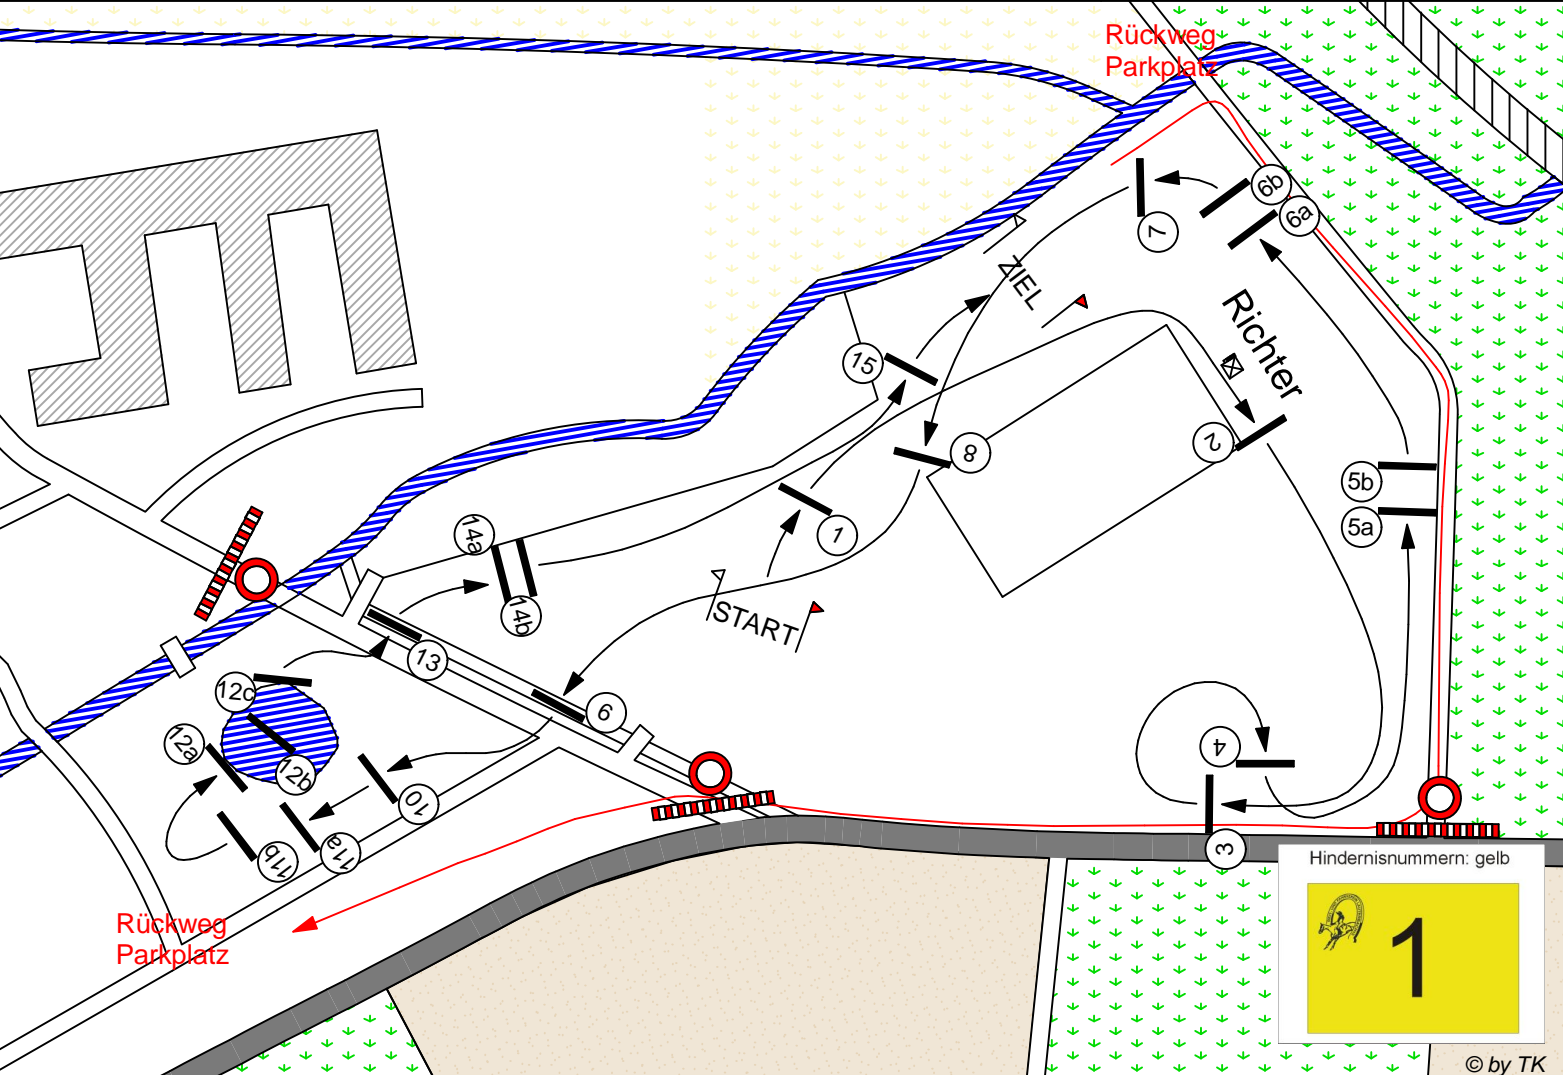 Rückweg
Parkplatz
6b
6a
7
ZIEL
Richter
15
2
8
5b
5a
1
14a
14b
START
13
9
12c
12a
12b
10
11a
11b
4
3
Rückweg
Parkplatz
Hindernisnummern: gelb
1
© by TK